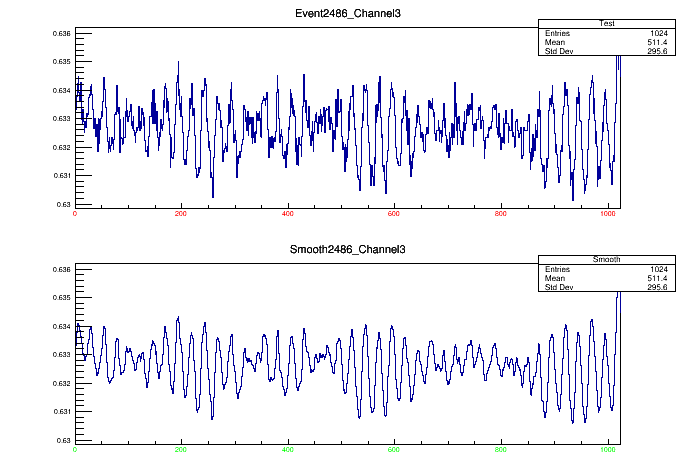 Event2486_Channel3
Test
Entries 1024
Mean 511.4
Std Dev 295.6
0.636
0.635
0.634
0.633
0.632
0.631
0.63
0 200 400 600 800 1000
Smooth2486_Channel3
Smooth
Entries 1024
Mean 511.4
Std Dev 295.6
0.636
0.635
0.634
0.633
0.632
0.631
0.63
0 200 400 600 800 1000